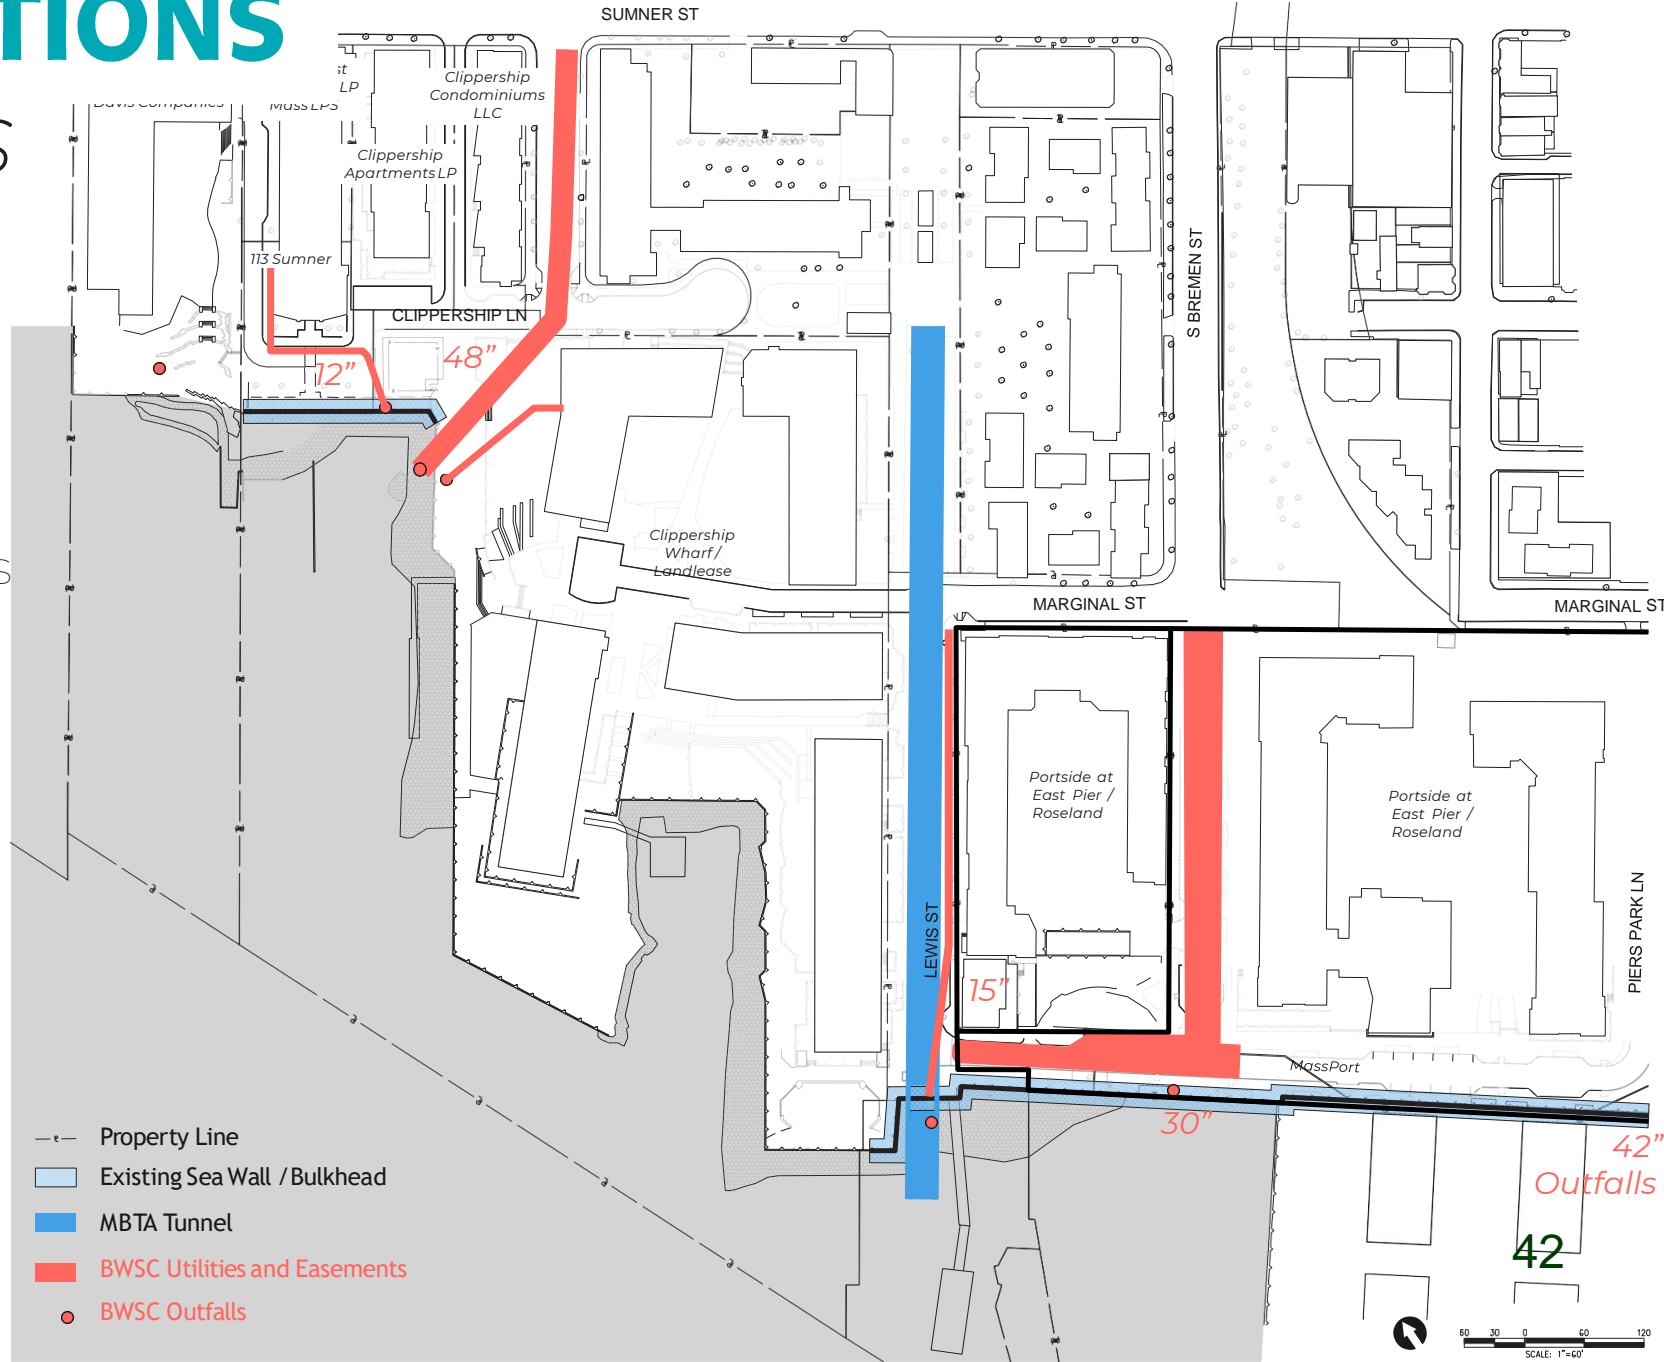 TIONS
SUMNER ST
st
LP
Davis Companies
Mass LPS
Clippership
Condominiums
LLC
Clippership
Apartments LP
113 Sumner
CLIPPERSHIP LN
S BREMEN ST
12”
48”
Clippership
Wharf /
Landlease
MARGINAL ST
MARGINAL ST
Portside at
East Pier /
Roseland
Portside at
East Pier /
Roseland
LEWIS ST
PIERS PARK LN
15”
MassPort
30”
42”
Outfalls
Property Line
Existing Sea Wall / Bulkhead
MBTA Tunnel
BWSC Utilities and Easements
BWSC Outfalls
42
60 30 0 60 120
SCALE: 1"=60'